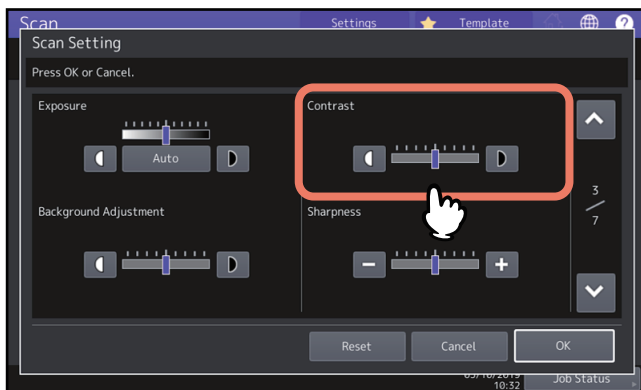 Scan
Settings
Template
?
Scan Setting
Press OK or Cancel.
Exposure
Auto
Contrast
Background Adjustment
Sharpness
3
7
Reset
Cancel
OK
10:32
Job Status